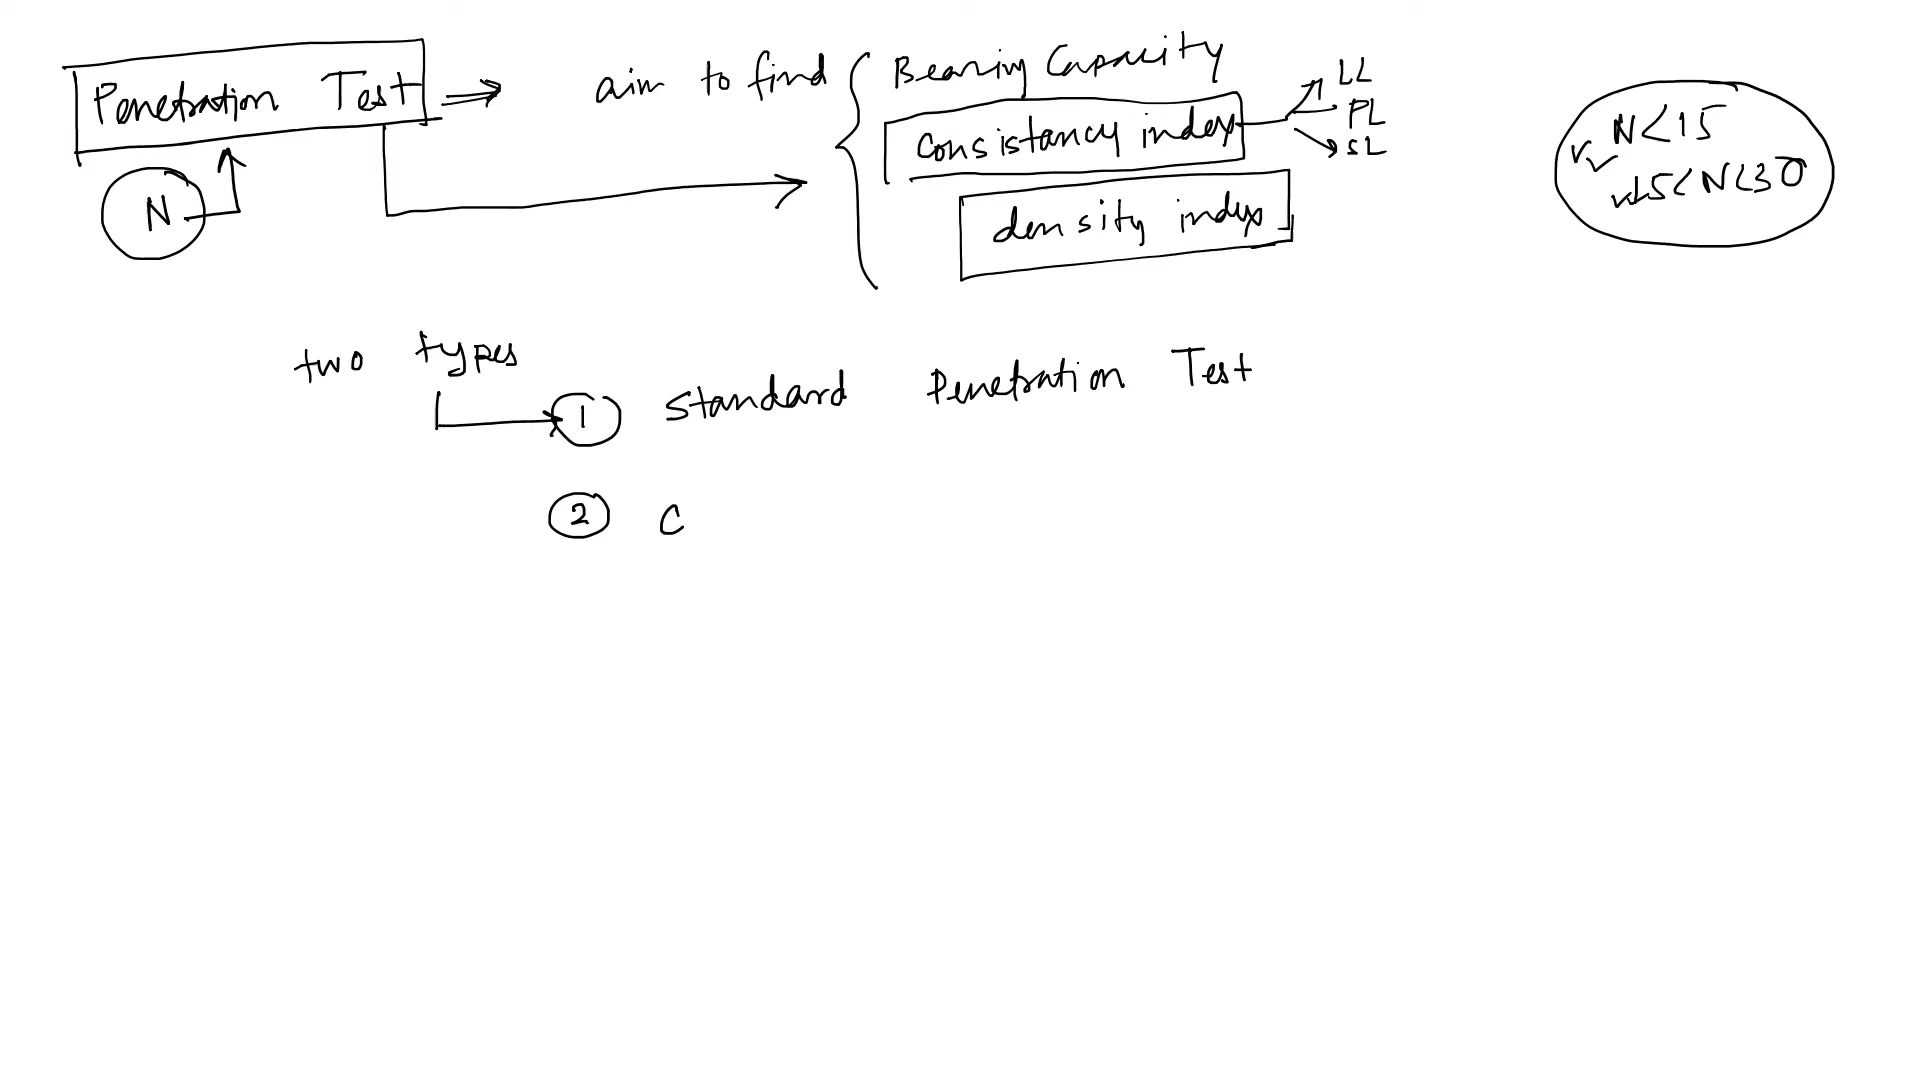 Penetration Test aim to find Bearing Capacity
Consistancy index
LL
PL
SL
density index
N
N<15
15<N<30
two types
1 Standard Penetration Test
2 C